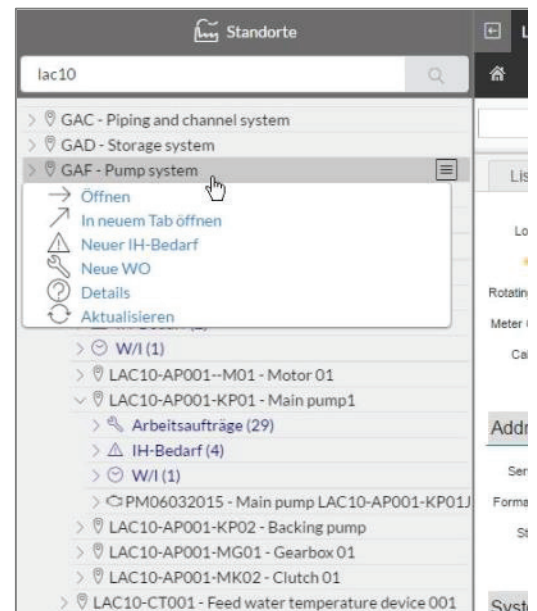 Standorte
L
lac10
GAC - Piping and channel system
GAD - Storage system
GAF - Pump system
Lis
Öffnen
In neuem Tab öffnen
Lo
Neuer IH-Bedarf
Neue WO
Details
Rotating
Aktualisieren
Meter
W/I (1)
Cal
LAC10-AP001--M01 - Motor 01
LAC10-AP001-KP01 - Main pump1
Arbeitsaufträge (29)
Addr
IH-Bedarf (4)
W/I (1)
Ser
PM06032015 - Main pump LAC10-AP001-KP01J
Forma
LAC10-AP001-KP02 - Backing pump
St
LAC10-AP001-MG01 - Gearbox 01
LAC10-AP001-MK02 - Clutch 01
LAC10-CT001 - Feed water temperature device 001
Syste